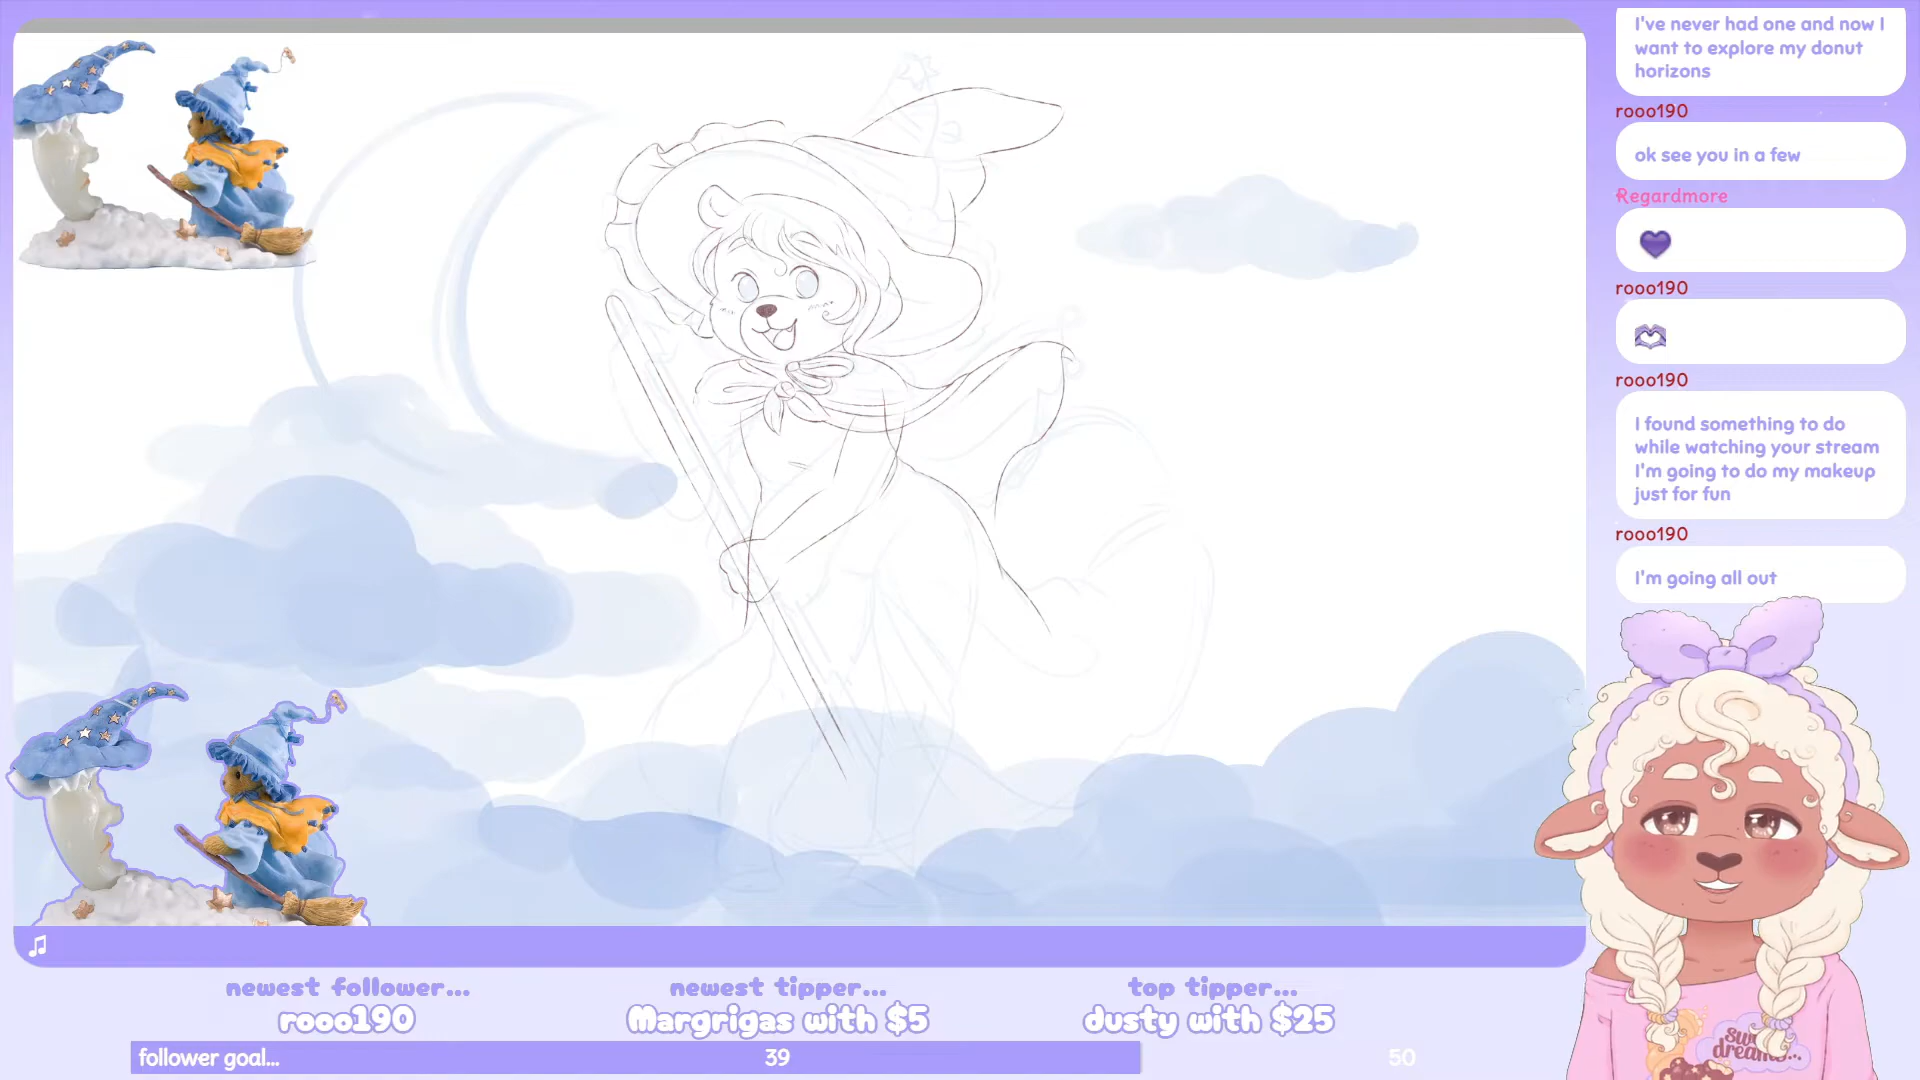 I've never had one and now I
want to explore my donut
horizons
rooo190
ok see you in a few
Regardmore
rooo190
rooo190
I found something to do
while watching your stream
I'm going to do my makeup
just for fun
rooo190
I'm going all out
dreams...
newest follower...
rooo190
newest tipper...
Margrigas with $5
top tipper...
dusty with $25
follower goal...
39
50